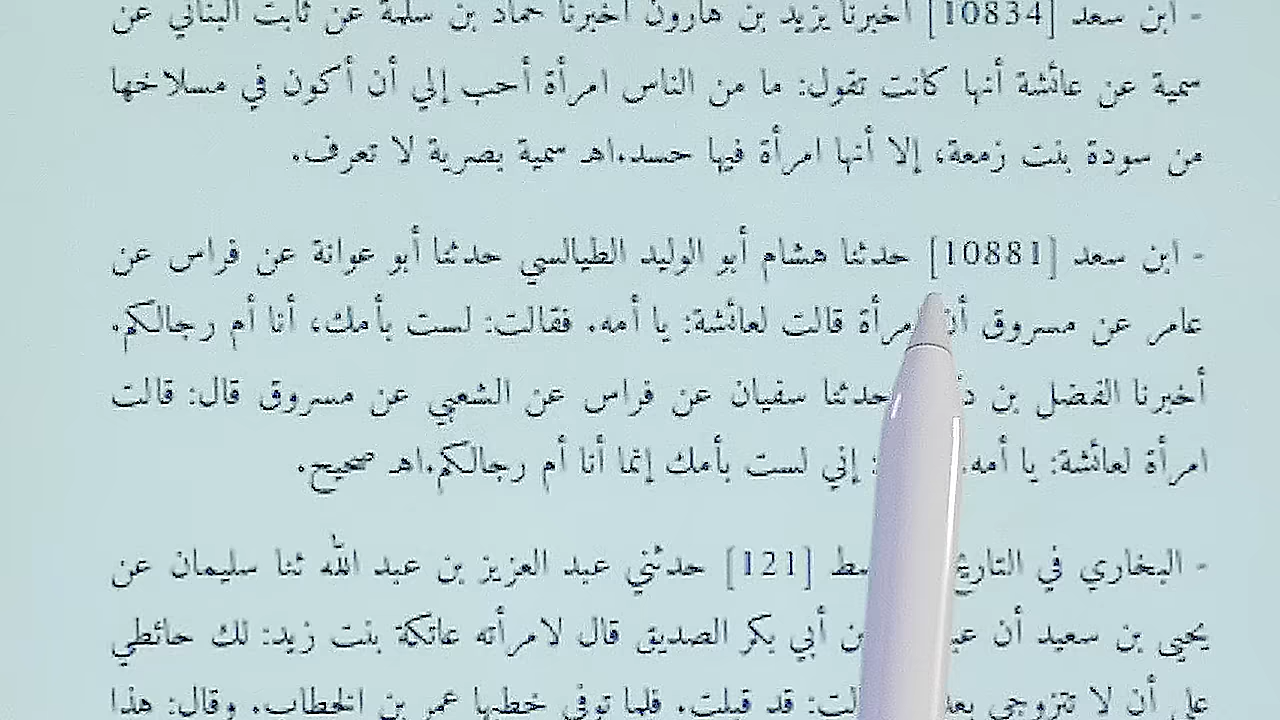 - ابن سعد [10834] أخبرنا يزيد بن هارون أخبرنا حماد بن سلمة عن ثابت البناني عن
سمية عن عائشة أنها كانت تقول: ما من الناس امرأة أحب إلي أن أكون في مسلاخها
من سودة بنت زمعة، إلا أنها امرأة فيها حسد.اهـ سمية بصرية لا تعرف.
- ابن سعد [10881] حدثنا هشام أبو الوليد الطيالسي حدثنا أبو عوانة عن فراس عن
عامر عن مسروق أن امرأة قالت لعائشة: يا أمه. فقالت: لست بأمك، أنا أم رجالكم.
أخبرنا الفضل بن حدثنا سفيان عن فراس عن الشعبي عن مسروق قال: قالت
امرأة لعائشة: يا أمه. إني لست بأمك إنما أنا أم رجالكم.اهـ صحيح.
- البخاري في التاريخ [121] حدثني عبد العزيز بن عبد الله ثنا سليمان عن
يحيى بن سعيد أن بن أبي بكر الصديق قال لامرأته عاتكة بنت زيد: لك حائطي
على أن لا تتزوجي قد قبلت. فلما توفي خطبها عمر بن الخطاب. وقال: هذا